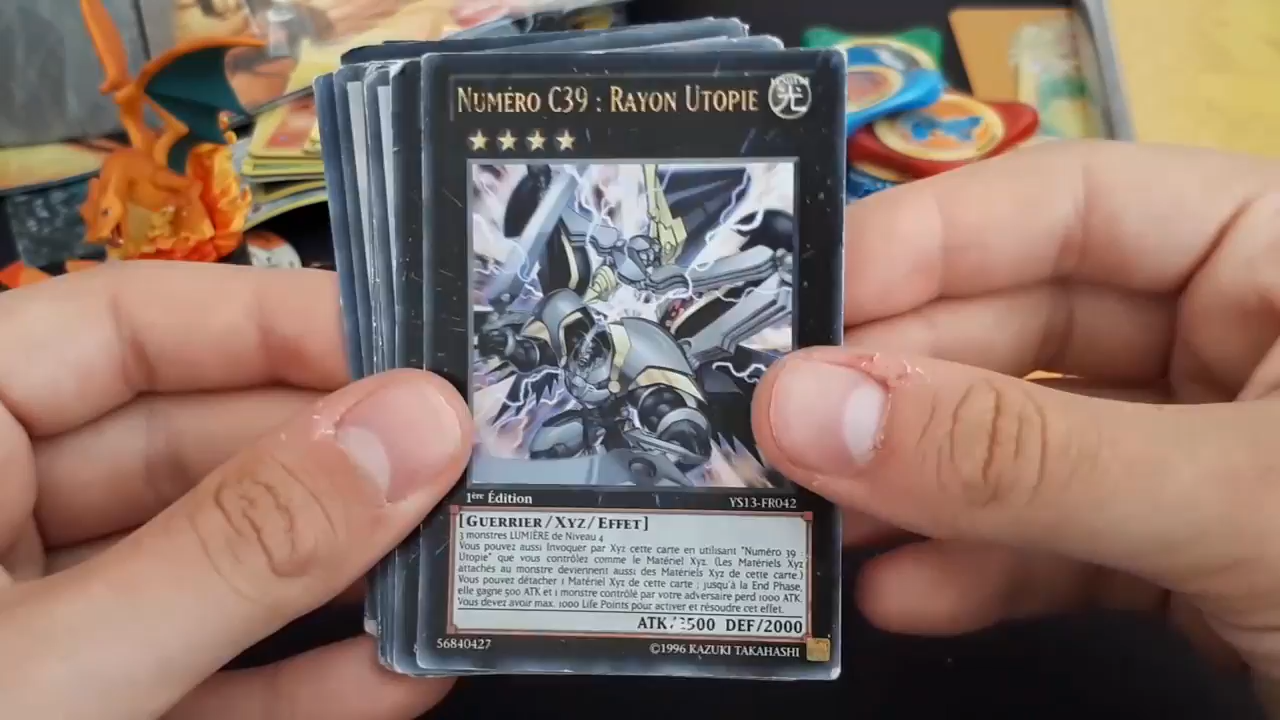 NUMÉRO C39 : RAYON UTOPIE
光
1ère Édition
YS13-FR042
[GUERRIER/XYZ/EFFET]
3 monstres LUMIÈRE de Niveau 4
Vous pouvez aussi Invoquer par Xyz cette carte en utilisant "Numéro 39 :
Utopie" que vous contrôlez comme le Matériel Xyz. (Les Matériels Xyz
attachés au monstre deviennent aussi des Matériels Xyz de cette carte.)
Vous pouvez détacher 1 Matériel Xyz de cette carte ; jusqu'à la End Phase,
elle gagne 500 ATK et 1 monstre contrôlé par votre adversaire perd 1000 ATK.
Vous devez avoir max. 1000 Life Points pour activer et résoudre cet effet.
ATK/2500 DEF/2000
56840427
©1996 KAZUKI TAKAHASHI